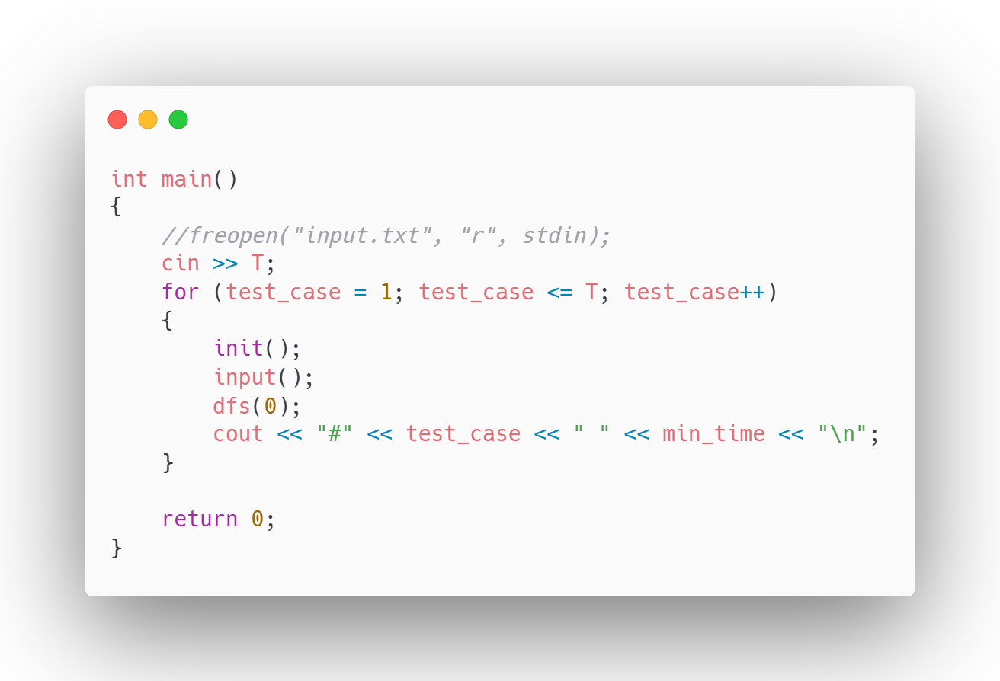 int main()
{
    //freopen("input.txt", "r", stdin);
    cin >> T;
    for (test_case = 1; test_case <= T; test_case++)
    {
        init();
        input();
        dfs(0);
        cout << "#" << test_case << " " << min_time << "\n";
    }

    return 0;
}